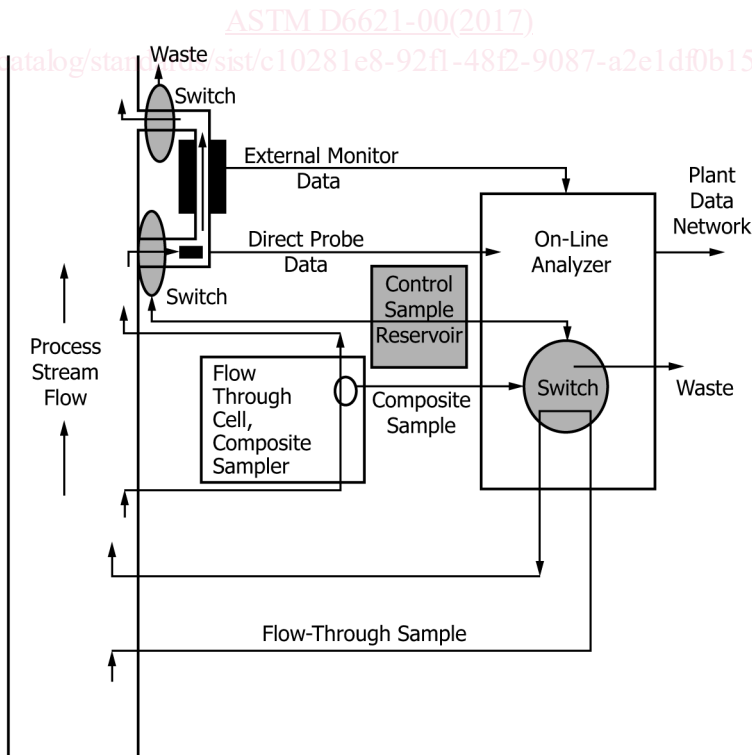 ASTM D6621-00(2017)
catalog/standards/sist/c10281e8-92f1-48f2-9087-a2e1df0b15
Waste
Switch
External Monitor
Data
Plant
Data
Network
Direct Probe
Data
On-Line
Analyzer
Switch
Control
Sample
Reservoir
Process
Stream
Flow
Flow
Through
Cell,
Composite
Sampler
Composite
Sample
Switch
Waste
Flow-Through Sample